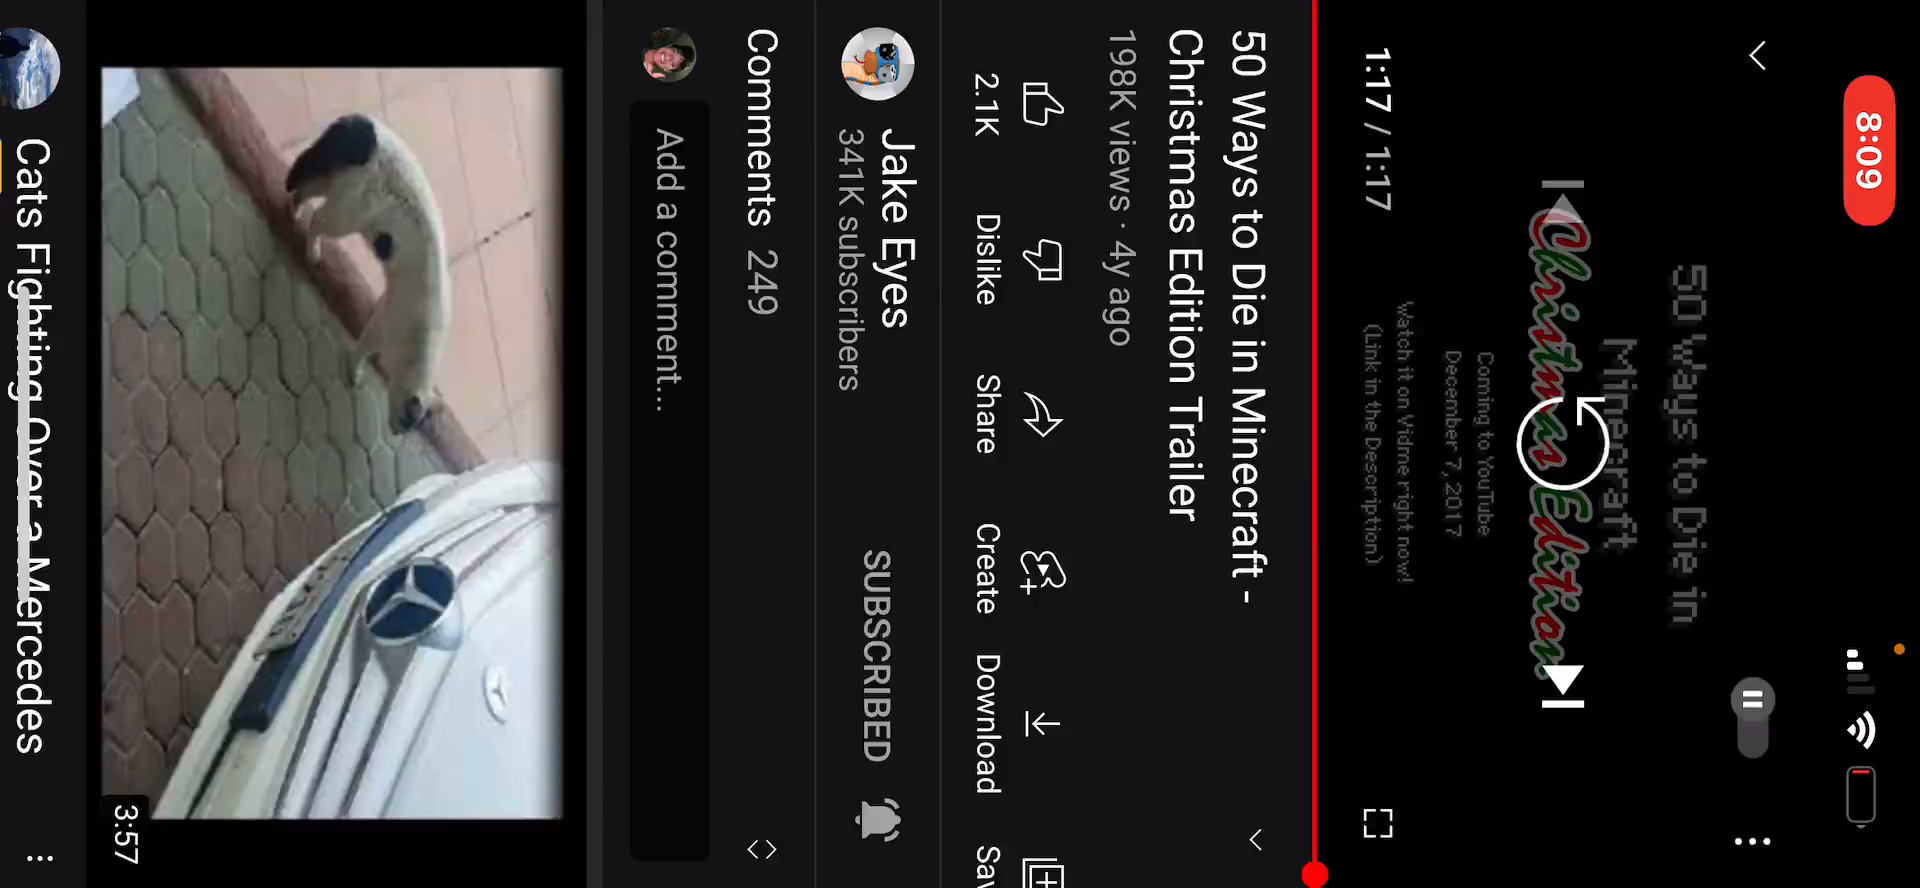 8:09
50 Ways to Die in
Minecraft
Christmas Edition
Coming to YouTube
December 7, 2017
Watch it on Vidme right now!
(Link in the Description)
1:17 / 1:17
50 Ways to Die in Minecraft -
Christmas Edition Trailer
198K views · 4y ago
2.1K
Dislike
Share
Create
Download
Sav
Jake Eyes
341K subscribers
SUBSCRIBED
Comments 249
Add a comment...
3:57
Cats Fighting Over a Mercedes